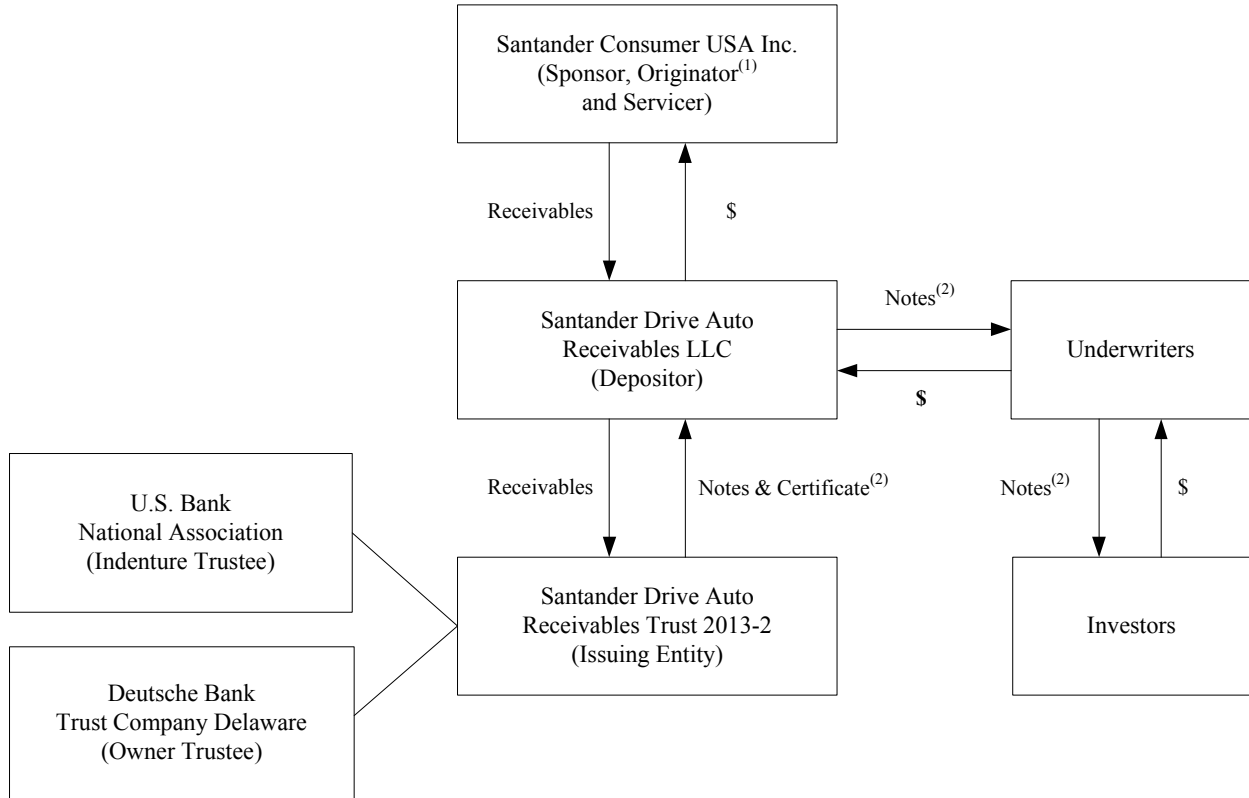 Santander Consumer USA Inc.
(Sponsor, Originator(1)
and Servicer)
Receivables
$
Santander Drive Auto
Receivables LLC
(Depositor)
Notes(2)
$
Underwriters
Receivables
Notes & Certificate(2)
Notes(2)
$
U.S. Bank
National Association
(Indenture Trustee)
Santander Drive Auto
Receivables Trust 2013-2
(Issuing Entity)
Investors
Deutsche Bank
Trust Company Delaware
(Owner Trustee)